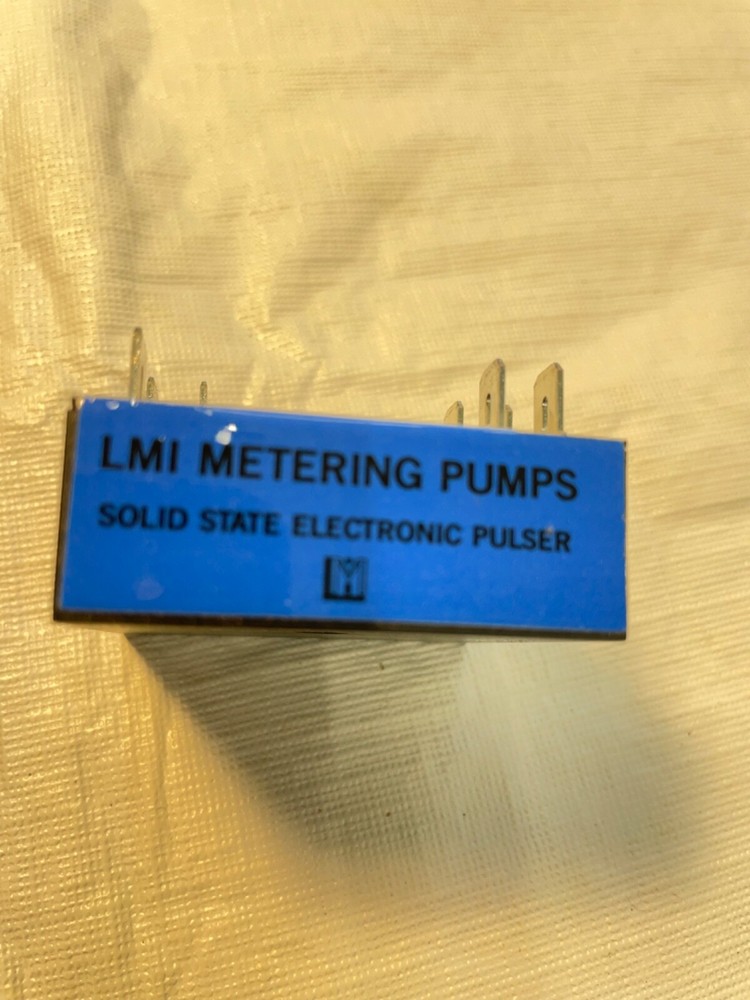 LMI METERING PUMPS
SOLID STATE ELECTRONIC PULSER